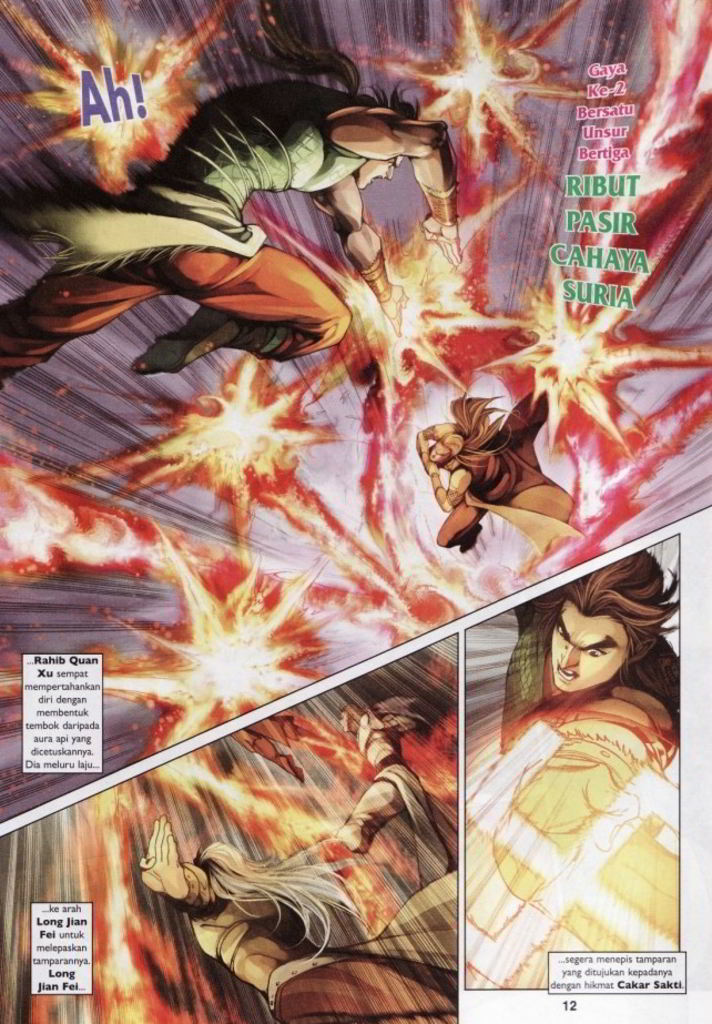 Ah!
Gaya
Ke-2
Bersatu
Unsur
Bertiga
RIBUT
PASIR
CAHAYA
SURIA
...Rahib Quan
Xu sempat
mempertahankan
diri dengan
membentuk
tembok daripada
aura api yang
dicetuskannya.
Dia meluru laju...
...ke arah
Long Jian
Fei untuk
melepaskan
tamparannya.
Long
Jian Fei...
...segera menepis tamparan
yang ditujukan kepadanya
dengan hikmat Cakar Sakti.
12